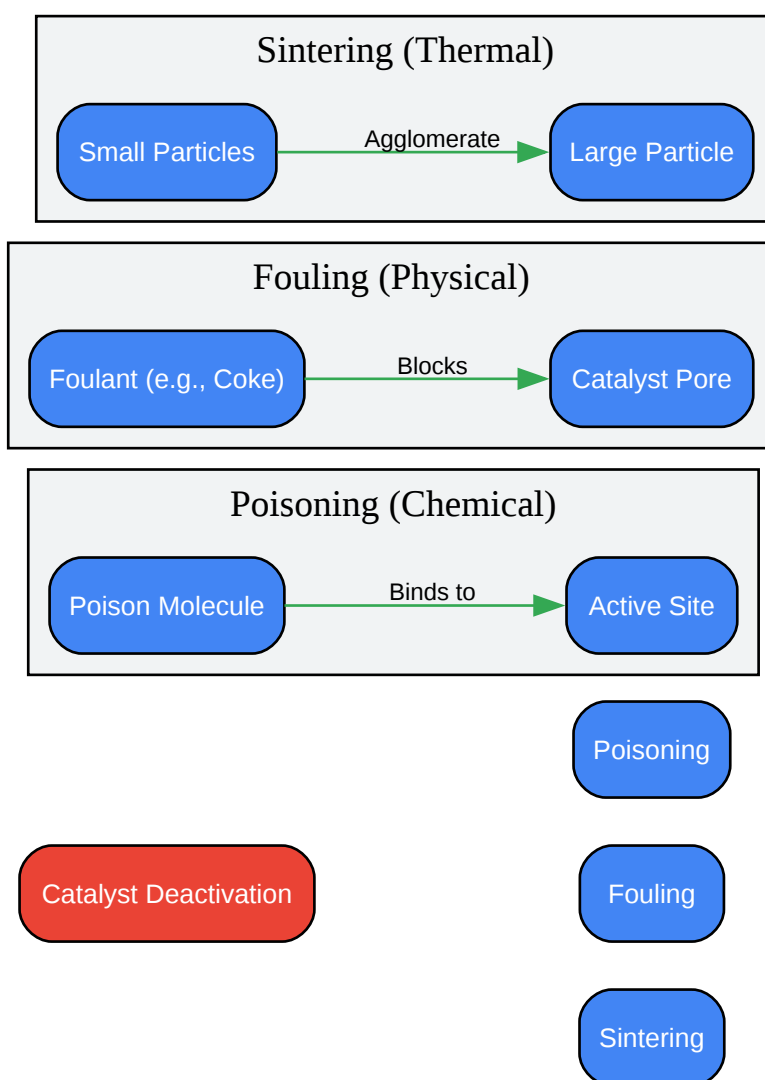 Sintering (Thermal)
Small Particles
Agglomerate
Large Particle
Fouling (Physical)
Foulant (e.g., Coke)
Blocks
Catalyst Pore
Poisoning (Chemical)
Poison Molecule
Binds to
Active Site
Poisoning
Catalyst Deactivation
Fouling
Sintering